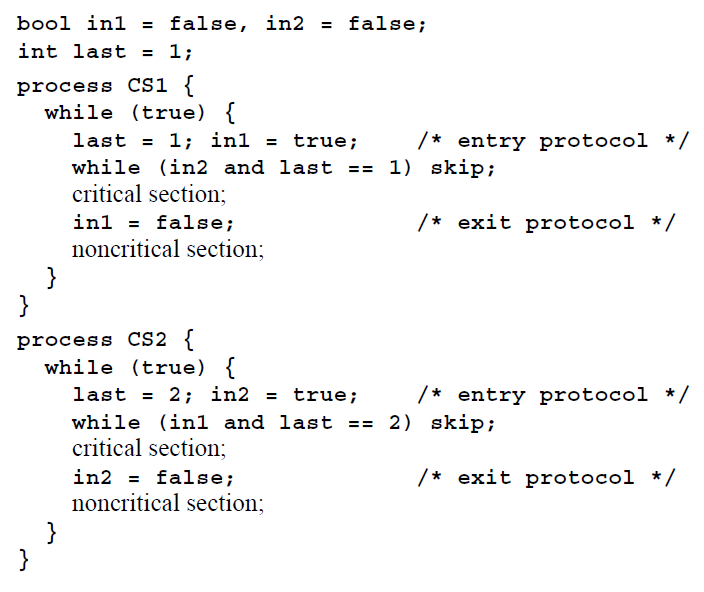 bool in1 = false, in2 = false;
int last = 1;
process CS1 {
  while (true) {
    last = 1; in1 = true;    /* entry protocol */
    while (in2 and last == 1) skip;
    critical section;
    in1 = false;             /* exit protocol */
    noncritical section;
  }
}
process CS2 {
  while (true) {
    last = 2; in2 = true;    /* entry protocol */
    while (in1 and last == 2) skip;
    critical section;
    in2 = false;             /* exit protocol */
    noncritical section;
  }
}